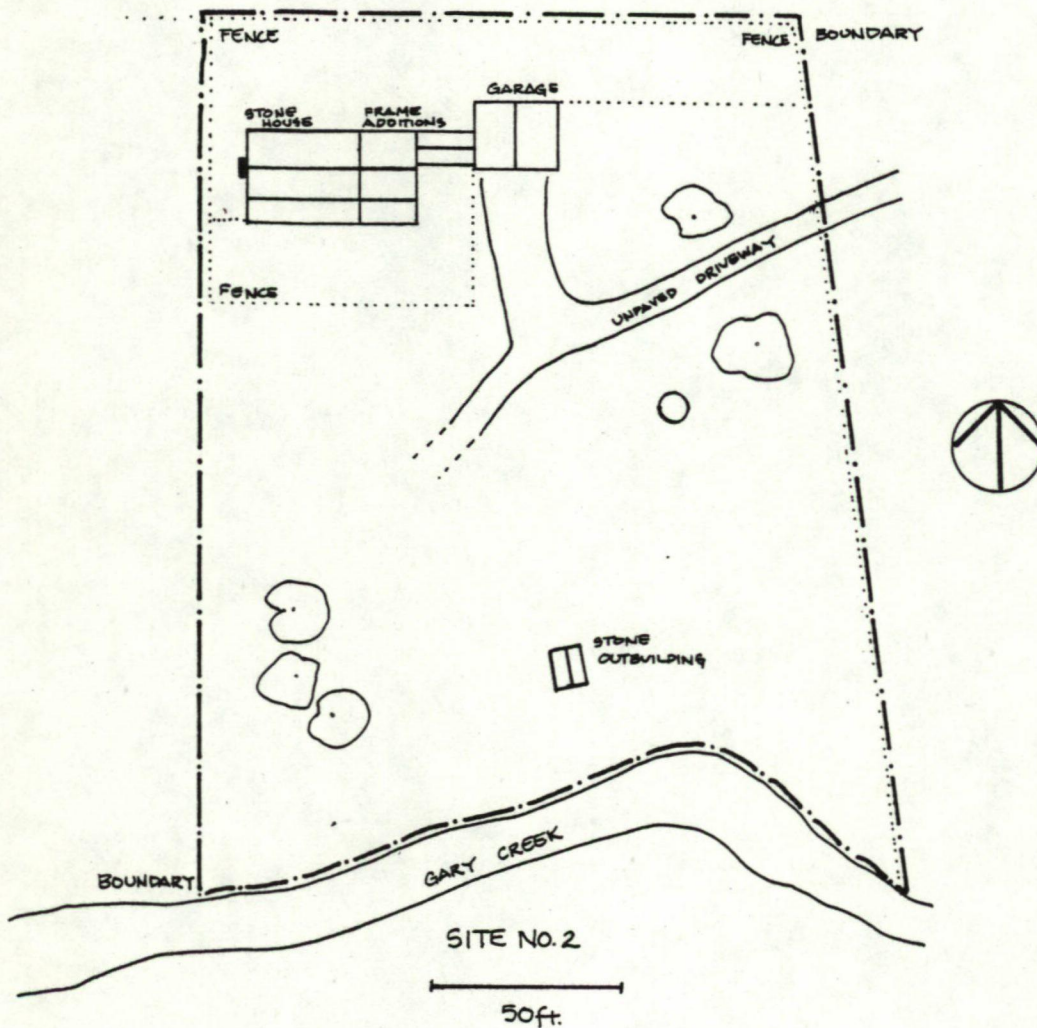 FENCE
FENCE
BOUNDARY
GARAGE
STONE
HOUSE
FRAME
ADDITIONS
UNPAVED DRIVEWAY
FENCE
STONE
OUTBUILDING
BOUNDARY
GARY CREEK
SITE NO. 2
50ft.